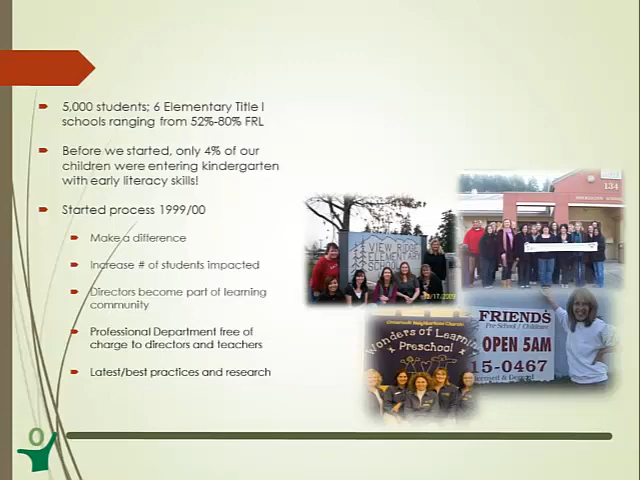 5,000 students; 6 Elementary Title I
schools ranging from 52%-80% FRL
Before we started, only 4% of our
children were entering kindergarten
with early literacy skills!
Started process 1999/00
Make a difference
Increase # of students impacted
Directors become part of learning
community
Professional Department free of
charge to directors and teachers
Latest/best practices and research
VIEW RIDGE
ELEMENTARY
SCHOOL
134
FRIENDS
Pre School / Childcare
OPEN 5AM
15-0467
Wonders of Learning
Preschool